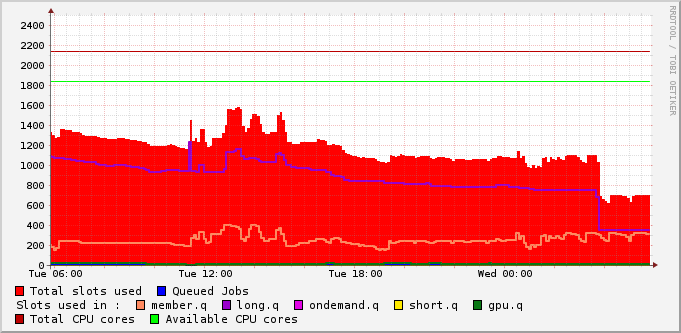 RRDTOOL / TOBI OETIKER
2400
2200
2000
1800
1600
1400
1200
1000
800
600
400
200
0
Tue 06:00 Tue 12:00 Tue 18:00 Wed 00:00
Total slots used Queued Jobs
Slots used in : member.q long.q ondemand.q short.q gpu.q
Total CPU cores Available CPU cores